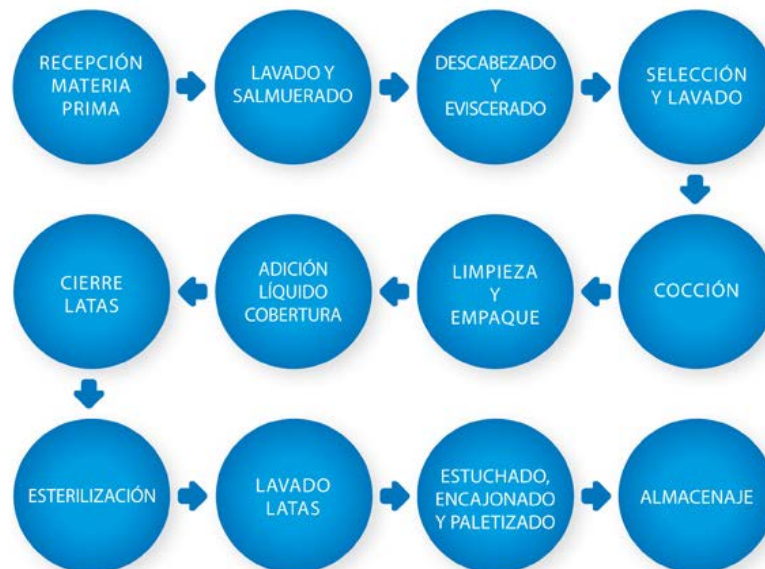 RECEPCIÓN
MATERIA
PRIMA
LAVADO Y
SALMUERADO
DESCABEZADO
Y
EVISCERADO
SELECCIÓN
Y LAVADO
COCCIÓN
LIMPIEZA
Y
EMPAQUE
ADICIÓN
LÍQUIDO
COBERTURA
CIERRE
LATAS
ESTERILIZACIÓN
LAVADO
LATAS
ESTUCHADO,
ENCAJONADO
Y PALETIZADO
ALMACENAJE